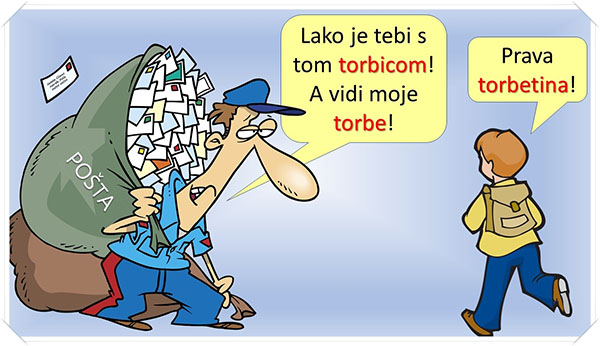 Lako je tebi s
tom torbicom!
A vidi moje
torbe!
Prava
torbetina!
POŠTA